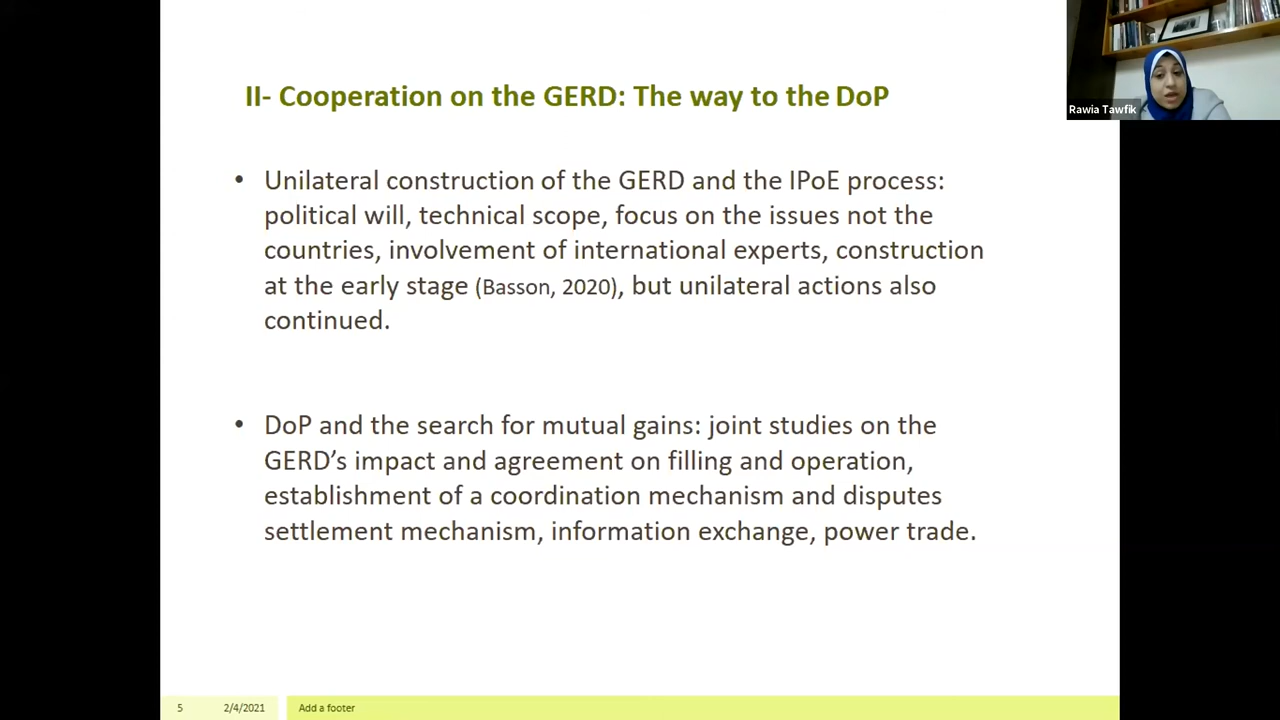 II- Cooperation on the GERD: The way to the DoP
Rawia Tawfik
• Unilateral construction of the GERD and the IPoE process:
political will, technical scope, focus on the issues not the
countries, involvement of international experts, construction
at the early stage (Basson, 2020), but unilateral actions also
continued.
• DoP and the search for mutual gains: joint studies on the
GERD’s impact and agreement on filling and operation,
establishment of a coordination mechanism and disputes
settlement mechanism, information exchange, power trade.
5 2/4/2021 Add a footer